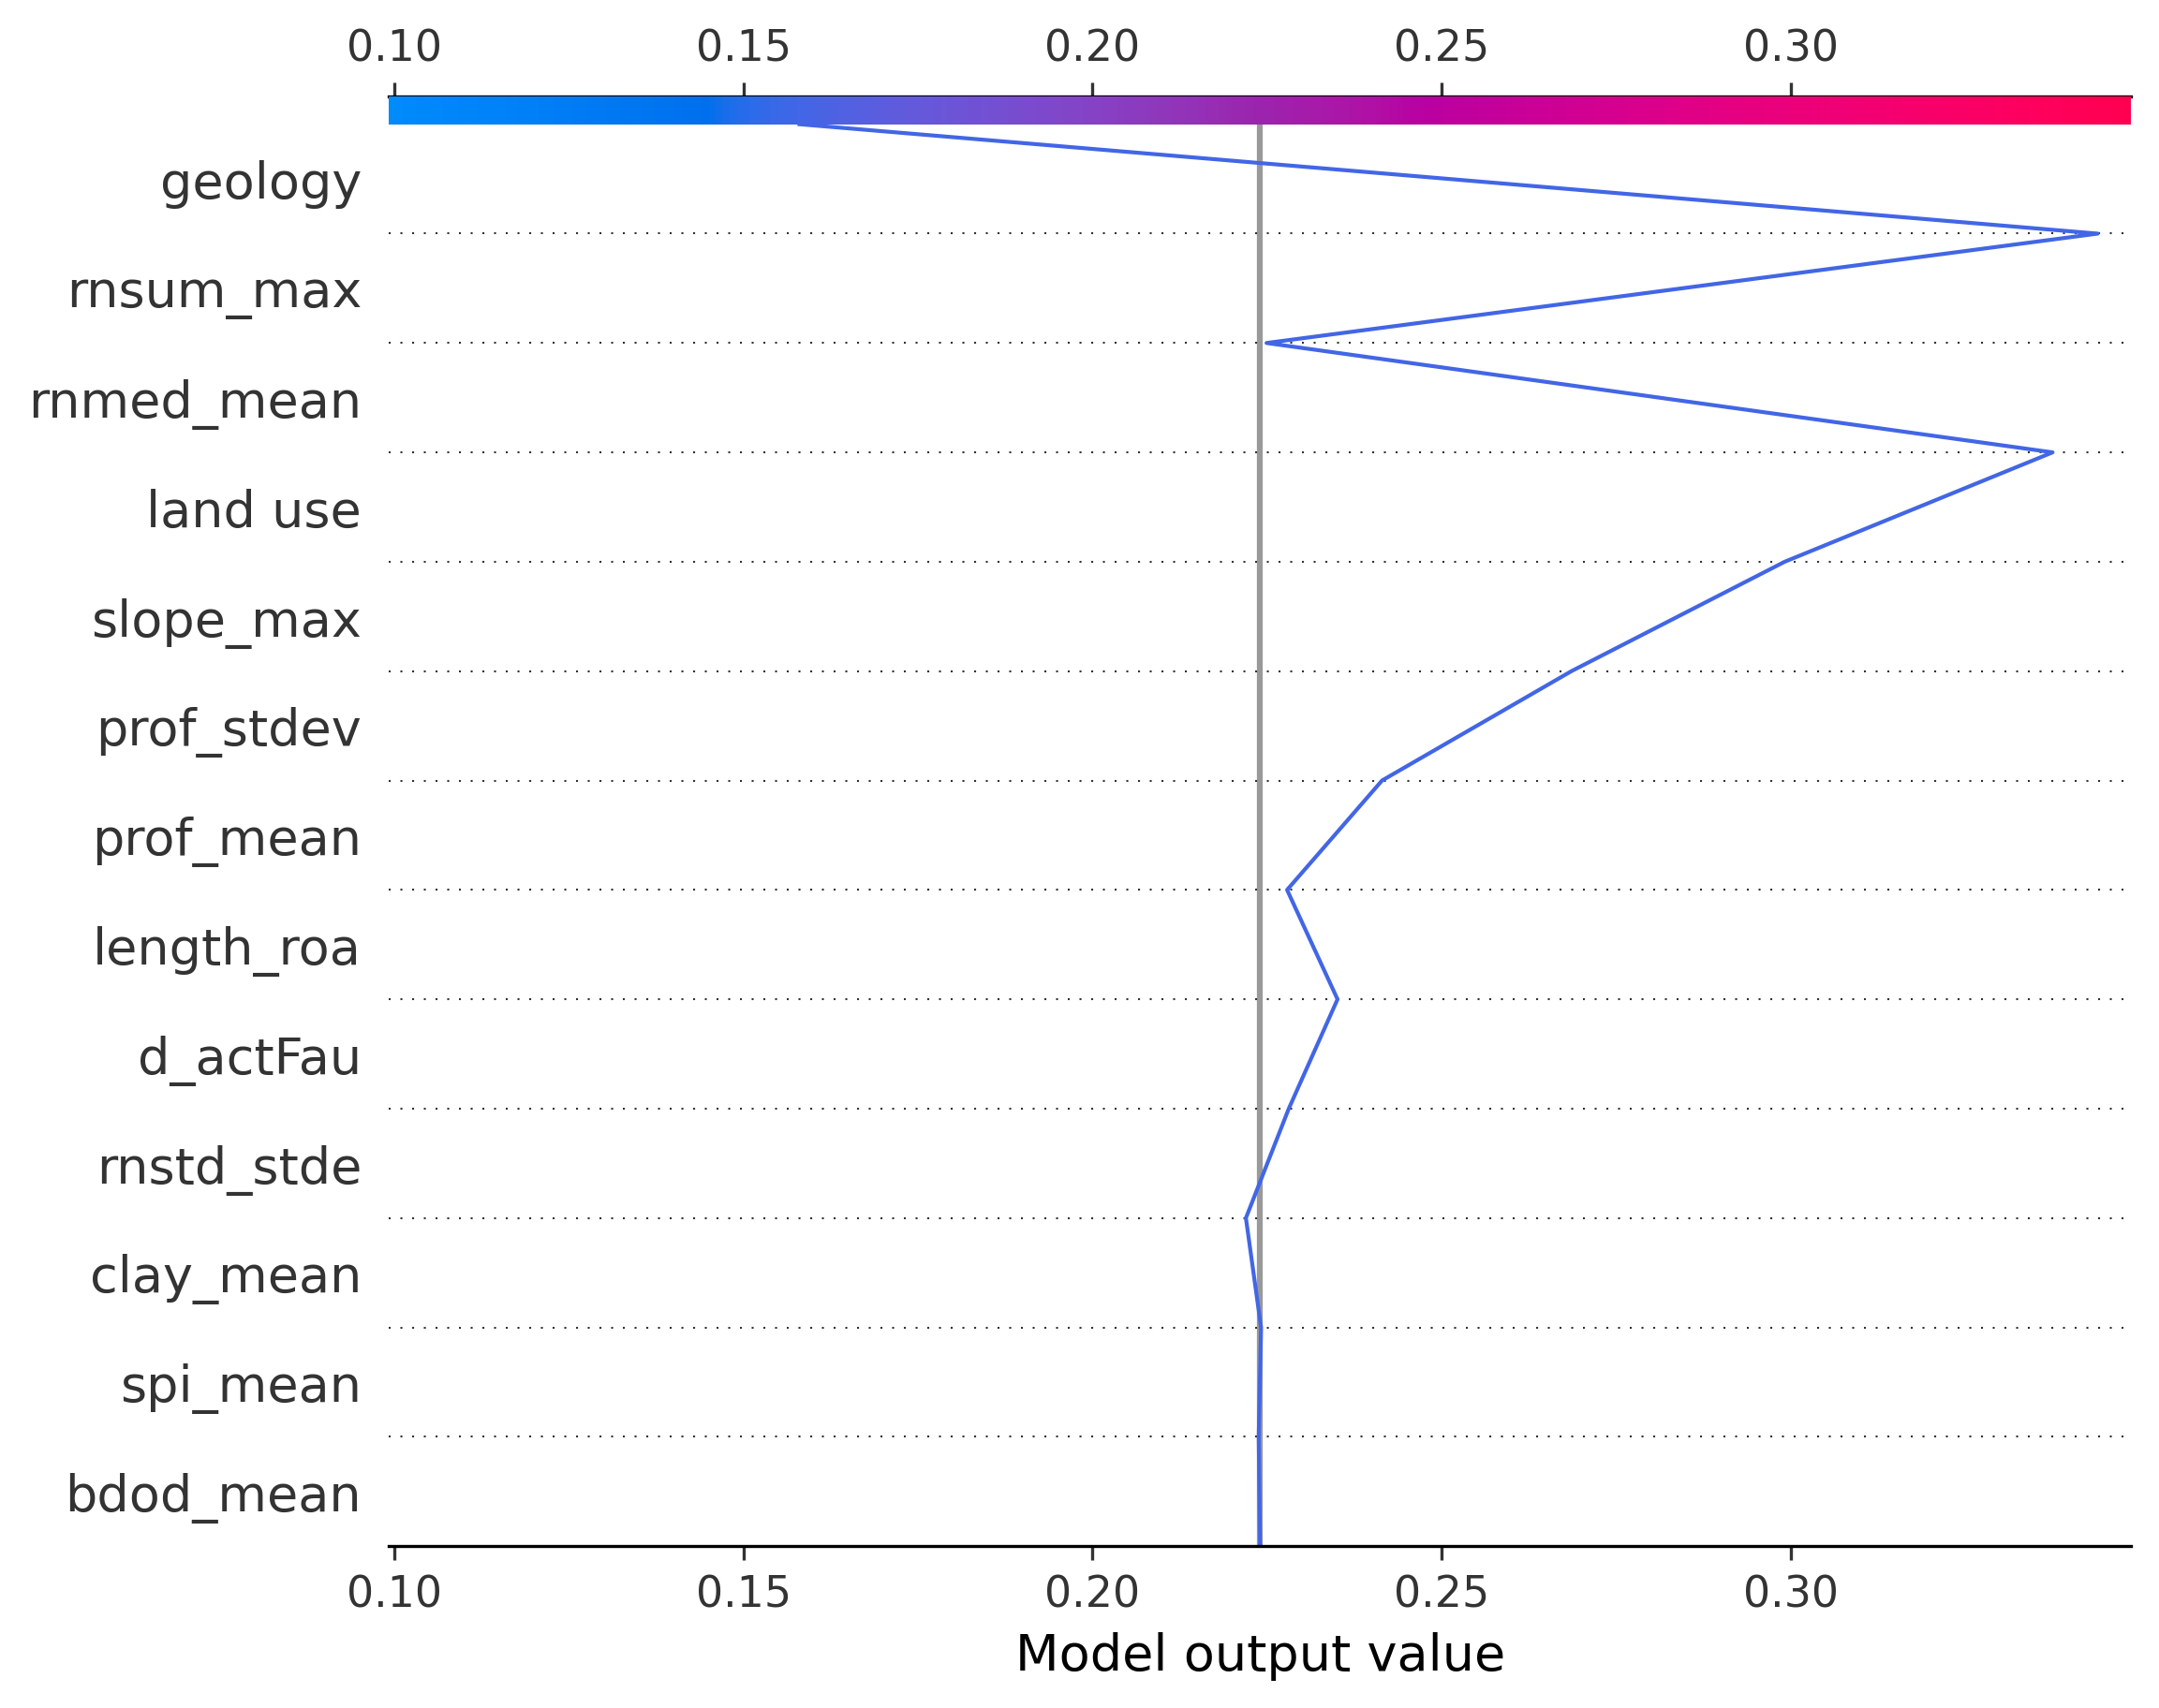 0.10 0.15 0.20 0.25 0.30
geology
rnsum_max
rnmed_mean
land use
slope_max
prof_stdev
prof_mean
length_roa
d_actFau
rnstd_stde
clay_mean
spi_mean
bdod_mean
0.10 0.15 0.20 0.25 0.30
Model output value